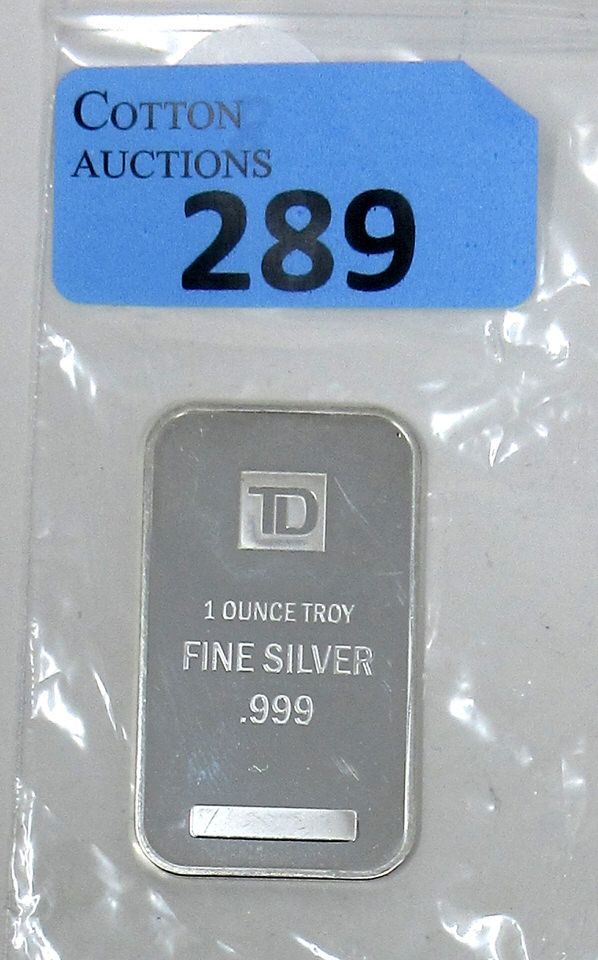 COTTON
AUCTIONS
289
TD
1 OUNCE TROY
FINE SILVER
.999